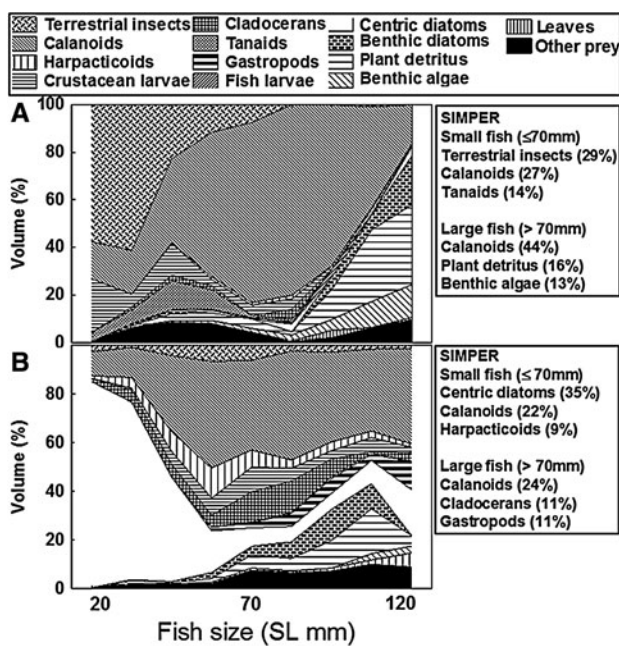 Terrestrial insects Cladocerans Centric diatoms Leaves
Calanoids Tanaids Benthic diatoms Other prey
Harpacticoids Gastropods Plant detritus
Crustacean larvae Fish larvae Benthic algae
A
Volume (%)
100
80
60
40
20
0
SIMPER
Small fish (≤70mm)
Terrestrial insects (29%)
Calanoids (27%)
Tanaids (14%)
Large fish (> 70mm)
Calanoids (44%)
Plant detritus (16%)
Benthic algae (13%)
B
Volume (%)
80
60
40
20
0
SIMPER
Small fish (≤ 70mm)
Centric diatoms (35%)
Calanoids (22%)
Harpacticoids (9%)
Large fish (> 70mm)
Calanoids (24%)
Cladocerans (11%)
Gastropods (11%)
20 70 120
Fish size (SL mm)